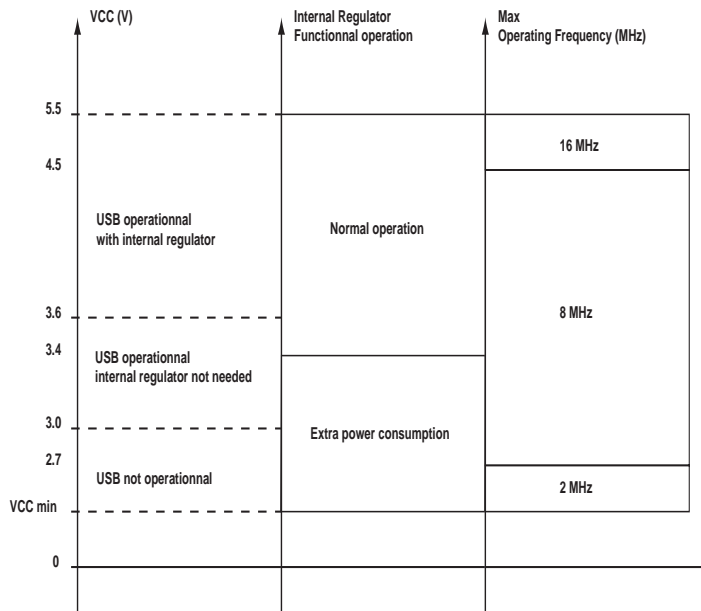 VCC (V)
Internal Regulator
Functionnal operation
Max
Operating Frequency (MHz)
5.5
16 MHz
4.5
USB operationnal
with internal regulator
Normal operation
3.6
8 MHz
3.4
USB operationnal
internal regulator not needed
3.0
Extra power consumption
2.7
USB not operationnal
2 MHz
VCC min
0